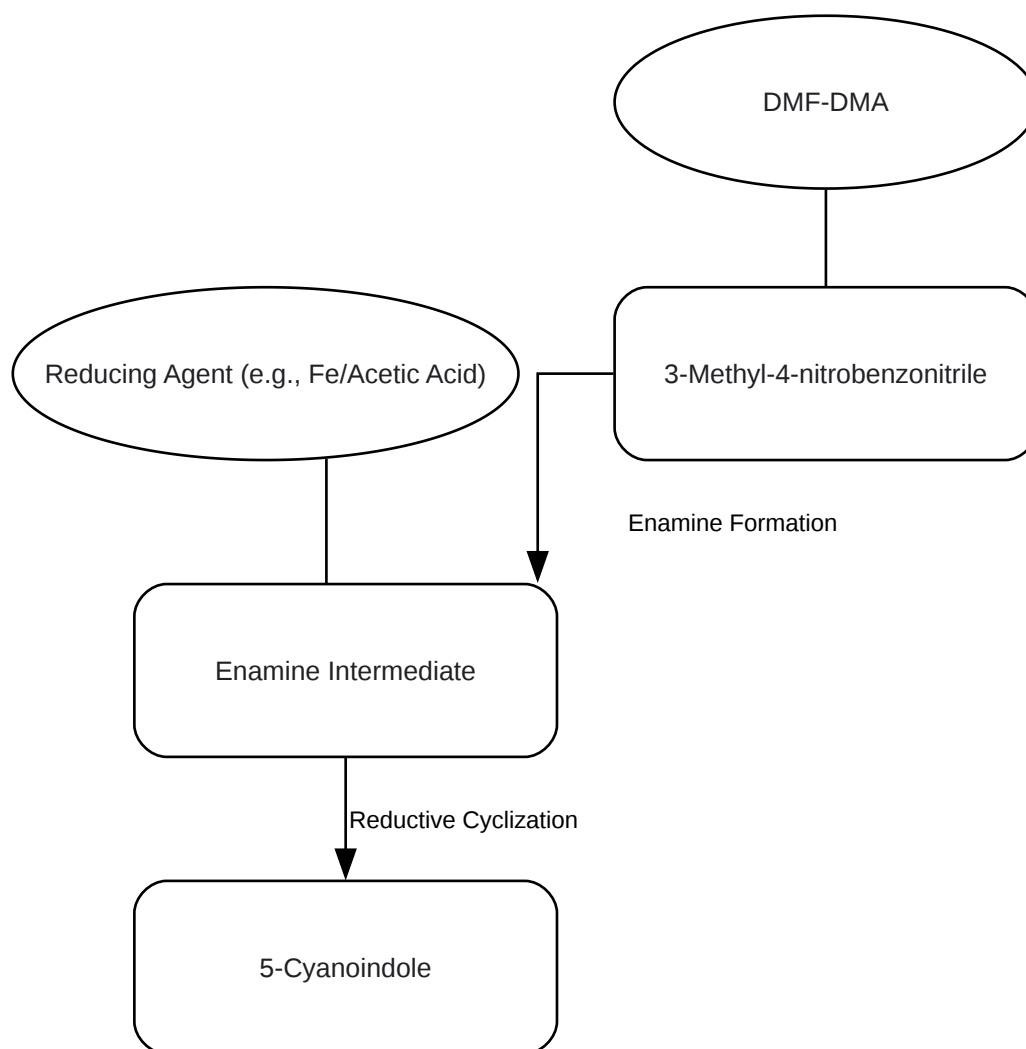 DMF-DMA
Reducing Agent (e.g., Fe/Acetic Acid)
3-Methyl-4-nitrobenzonitrile
Enamine Formation
Enamine Intermediate
Reductive Cyclization
5-Cyanoindole